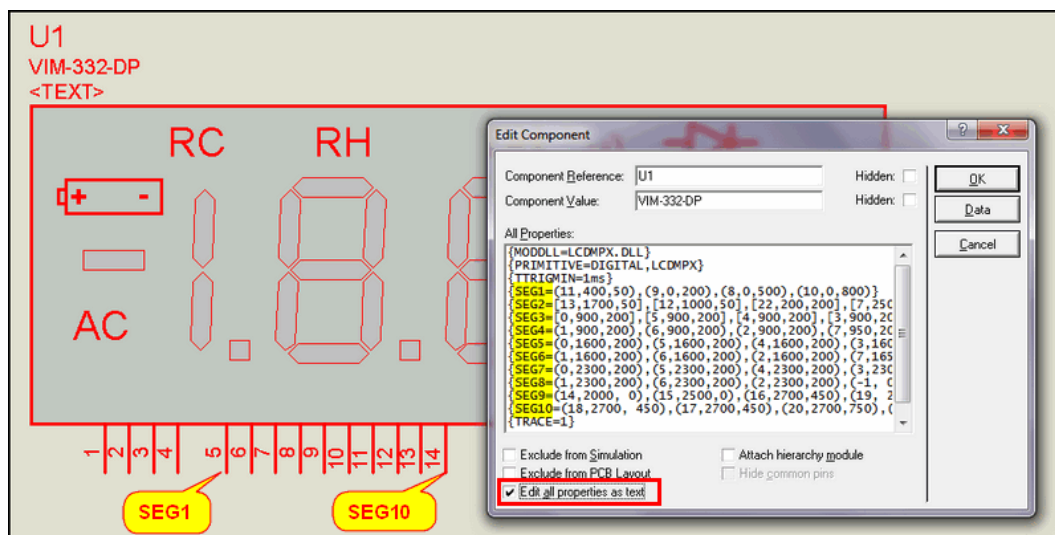 U1
VIM-332-DP
<TEXT>
RC RH
+ -
AC
1 2 3 4 5 6 7 8 9 10 11 12 13 14
SEG1 SEG10
Edit Component
Component Reference: U1 Hidden:
Component Value: VIM-332-DP Hidden:
All Properties:
{MODDLL=LCDMPX.DLL}
{PRIMITIVE=DIGITAL,LCDMPX}
{TTRIGMIN=1ms}
{SEG1=(11,400,50),(9,0,200),(8,0,500),(10,0,800)}
{SEG2=[13,1700,50],[12,1000,50],[22,200,200],[7,250
{SEG3=[0,900,200],[5,900,200],[4,900,200],[3,900,20
{SEG4=(1,900,200),(6,900,200),(2,900,200),(7,950,20
{SEG5=(0,1600,200),(5,1600,200),(4,1600,200),(3,160
{SEG6=(1,1600,200),(6,1600,200),(2,1600,200),(7,165
{SEG7=(0,2300,200),(5,2300,200),(4,2300,200),(3,230
{SEG8=(1,2300,200),(6,2300,200),(2,2300,200),(-1, 0
{SEG9=(14,2000, 0),(15,2500,0),(16,2700,450),(19, 2
{SEG10=(18,2700, 450),(17,2700,450),(20,2700,750),(
{TRACE=1}
Exclude from Simulation
Exclude from PCB Layout
Edit all properties as text
Attach hierarchy module
Hide common pins
OK
Data
Cancel